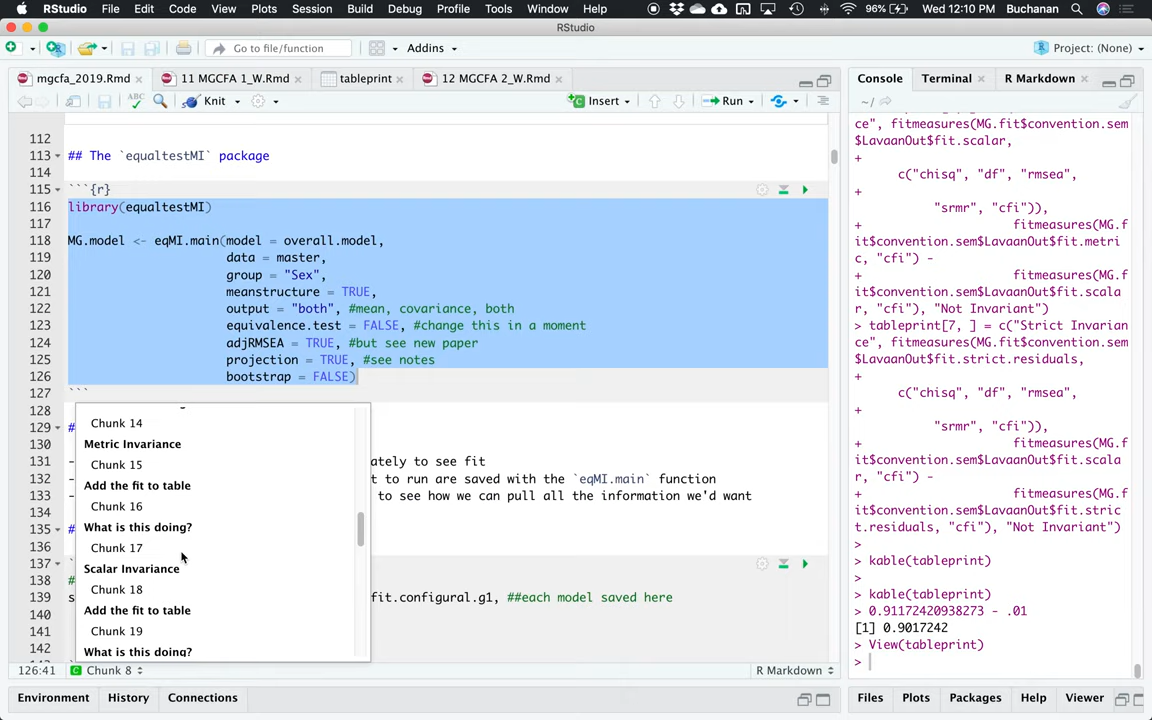 RStudio File Edit Code View Plots Session Build Debug Profile Tools Window Help 96% Wed 12:10 PM Buchanan
RStudio
Go to file/function Addins Project: (None)
mgcfa_2019.Rmd 11 MGCFA 1_W.Rmd tableprint 12 MGCFA 2_W.Rmd
ABC Knit Insert Run
112
113 ## The `equaltestMI` package
114
115 ```{r}
116 library(equaltestMI)
117
118 MG.model <- eqMI.main(model = overall.model,
119 data = master,
120 group = "Sex",
121 meanstructure = TRUE,
122 output = "both", #mean, covariance, both
123 equivalence.test = FALSE, #change this in a moment
124 adjRMSEA = TRUE, #but see new paper
125 projection = TRUE, #see notes
126 bootstrap = FALSE)
127 ```
128
129 #
130
131 - ately to see fit
132 - t to run are saved with the `eqMI.main` function
133 - to see how we can pull all the information we'd want
134
135 #
136
137 `
138 #
139 s fit.configural.g1, ##each model saved here
140
141
142
Chunk 14
Metric Invariance
Chunk 15
Add the fit to table
Chunk 16
What is this doing?
Chunk 17
Scalar Invariance
Chunk 18
Add the fit to table
Chunk 19
What is this doing?
126:41 Chunk 8 R Markdown
Environment History Connections
Console Terminal R Markdown
~/
ce", fitmeasures(MG.fit$convention.sem
$LavaanOut$fit.scalar,
+
c("chisq", "df", "rmsea",
+
"srmr", "cfi")),
+ fitmeasures(MG.f
it$convention.sem$LavaanOut$fit.metri
c, "cfi") -
+ fitmeasures(MG.f
it$convention.sem$LavaanOut$fit.scala
r, "cfi"), "Not Invariant")
> tableprint[7, ] = c("Strict Invarian
ce", fitmeasures(MG.fit$convention.sem
$LavaanOut$fit.strict.residuals,
+
c("chisq", "df", "rmsea",
+
"srmr", "cfi")),
+ fitmeasures(MG.f
it$convention.sem$LavaanOut$fit.scala
r, "cfi") -
+ fitmeasures(MG.f
it$convention.sem$LavaanOut$fit.stric
t.residuals, "cfi"), "Not Invariant")
>
> kable(tableprint)
>
> kable(tableprint)
> 0.91172420938273 - .01
[1] 0.9017242
> View(tableprint)
>
Files Plots Packages Help Viewer